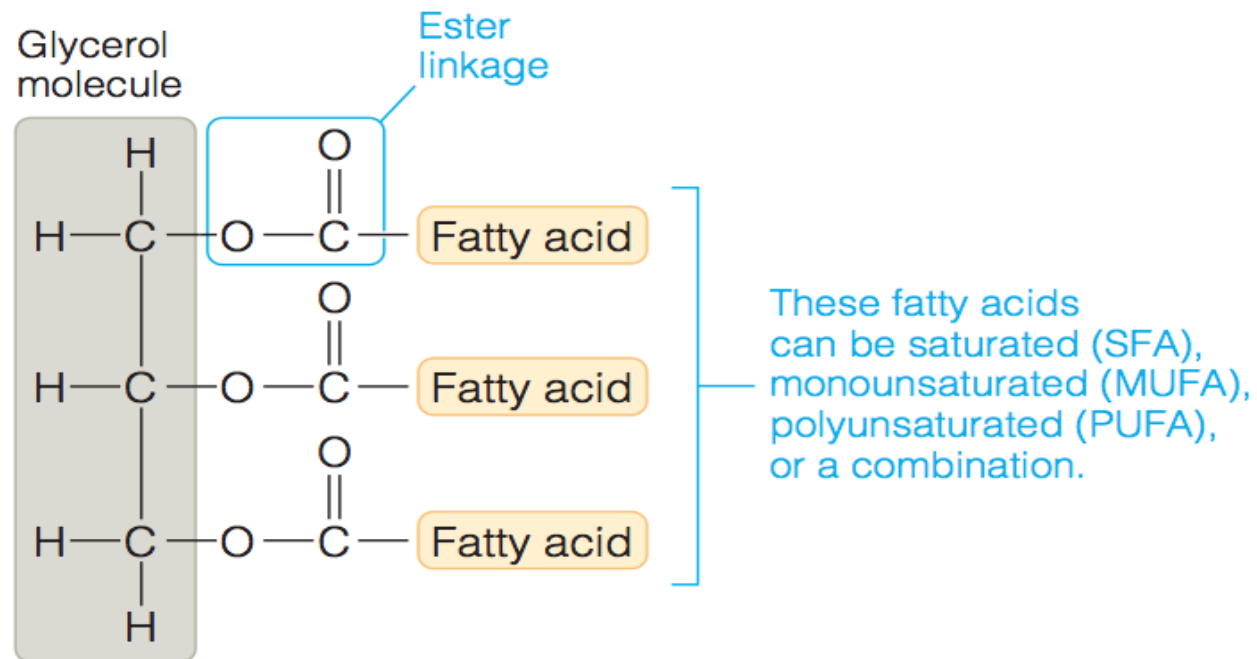 Glycerol
molecule
Ester
linkage
H
O
H C O C Fatty acid
O
H C O C Fatty acid
O
H C O C Fatty acid
H
These fatty acids
can be saturated (SFA),
monounsaturated (MUFA),
polyunsaturated (PUFA),
or a combination.